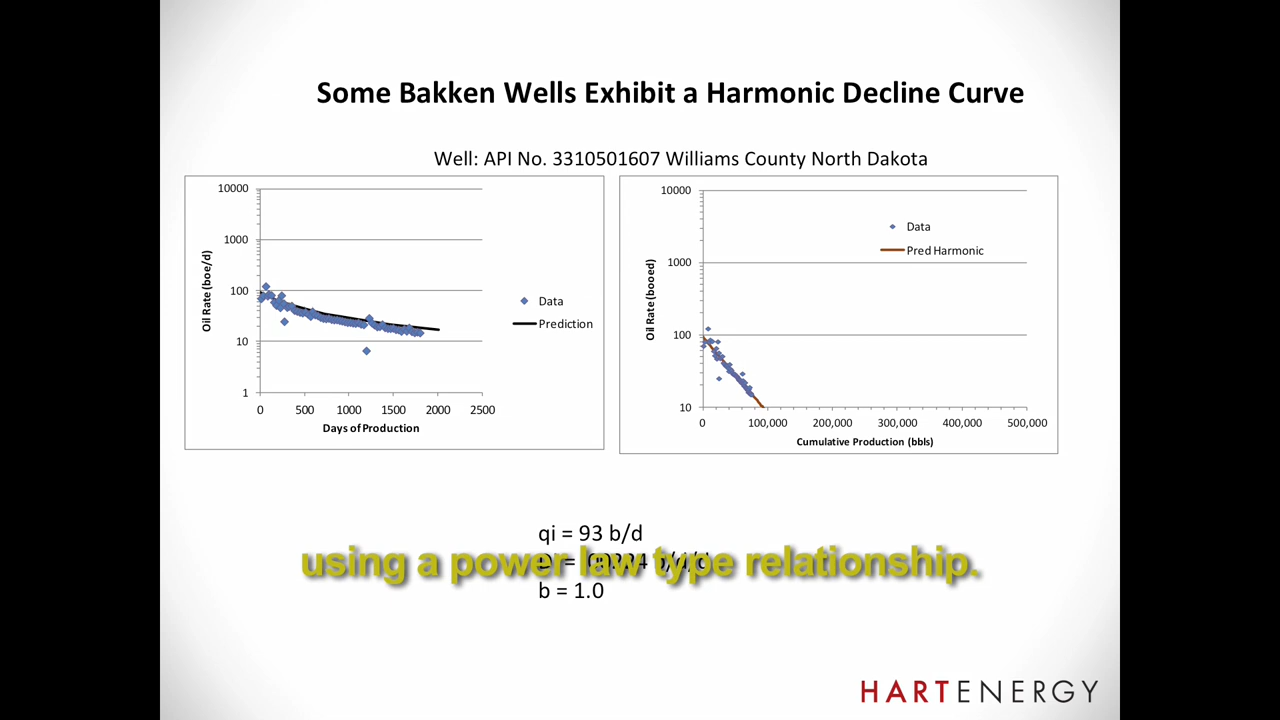 Some Bakken Wells Exhibit a Harmonic Decline Curve
Well: API No. 3310501607 Williams County North Dakota
10000
1000
100
10
1
0 500 1000 1500 2000 2500
Oil Rate (boe/d)
Days of Production
Data
Prediction
10000
1000
100
10
0 100,000 200,000 300,000 400,000 500,000
Oil Rate (booed)
Cumulative Production (bbls)
Data
Pred Harmonic
qi = 93 b/d
using a power law type relationship.
b = 1.0
HARTENERGY